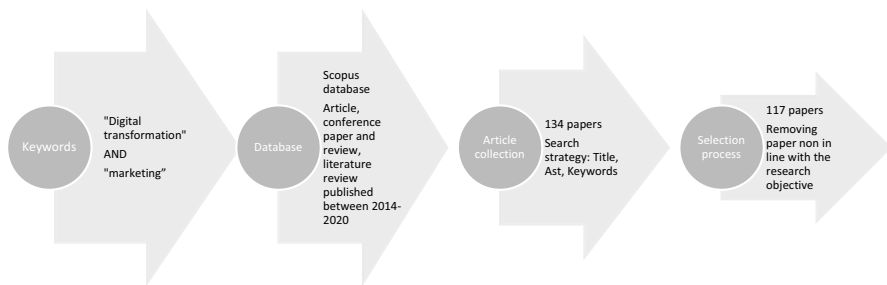 Keywords
"Digital
transformation"
AND
"marketing”
Database
Scopus
database
Article,
conference
paper and
review,
literature
review
published
between 2014-
2020
Article
collection
134 papers
Search
strategy: Title,
Ast, Keywords
Selection
process
117 papers
Removing
paper non in
line with the
research
objective